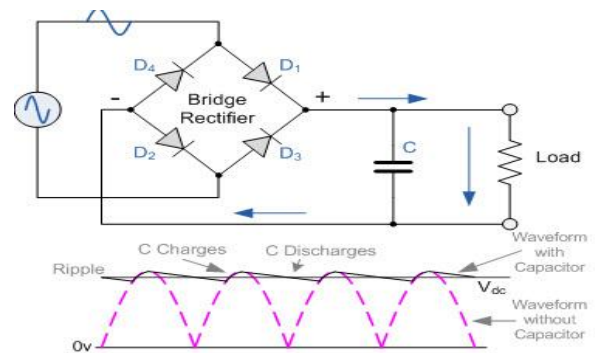 D₄
D₁
-
Bridge
Rectifier
+
D₂
D₃
C
Load
C Charges
C Discharges
Waveform
with
Capacitor
Ripple
Vdc
Waveform
without
Capacitor
0v